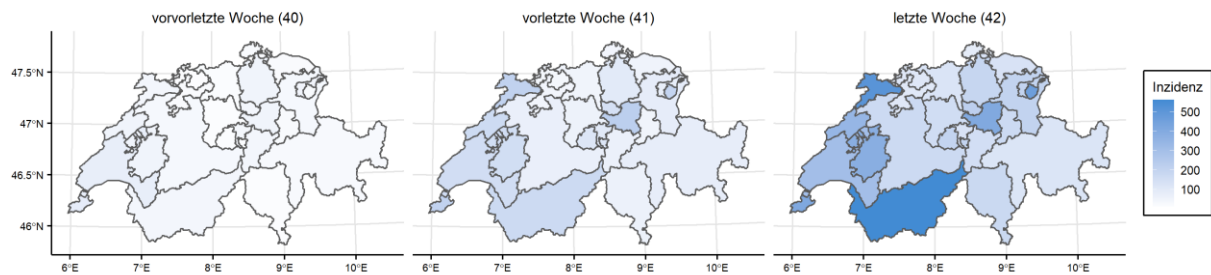 vorvorletzte Woche (40)
vorletzte Woche (41)
letzte Woche (42)
47.5°N
47°N
46.5°N
46°N
6°E 7°E 8°E 9°E 10°E
6°E 7°E 8°E 9°E 10°E
6°E 7°E 8°E 9°E 10°E
Inzidenz
500
400
300
200
100